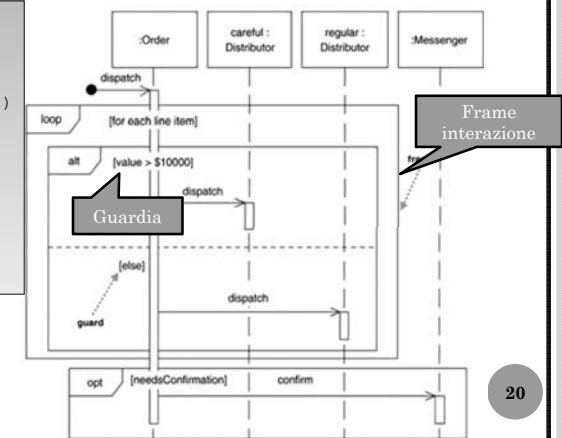 :Order
careful :
Distributor
regular :
Distributor
:Messenger
dispatch
)
loop
[for each line item]
Frame
interazione
alt
[value > $10000]
dispatch
Guardia
[else]
dispatch
guard
opt
[needsConfirmation]
confirm
20